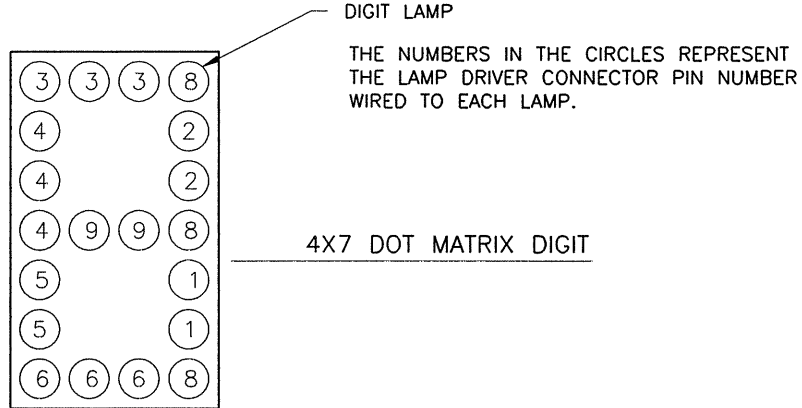 DIGIT LAMP
THE NUMBERS IN THE CIRCLES REPRESENT
THE LAMP DRIVER CONNECTOR PIN NUMBER
WIRED TO EACH LAMP.
3 3 3 8
4 2
4 2
4 9 9 8
4X7 DOT MATRIX DIGIT
5 1
5 1
6 6 6 8